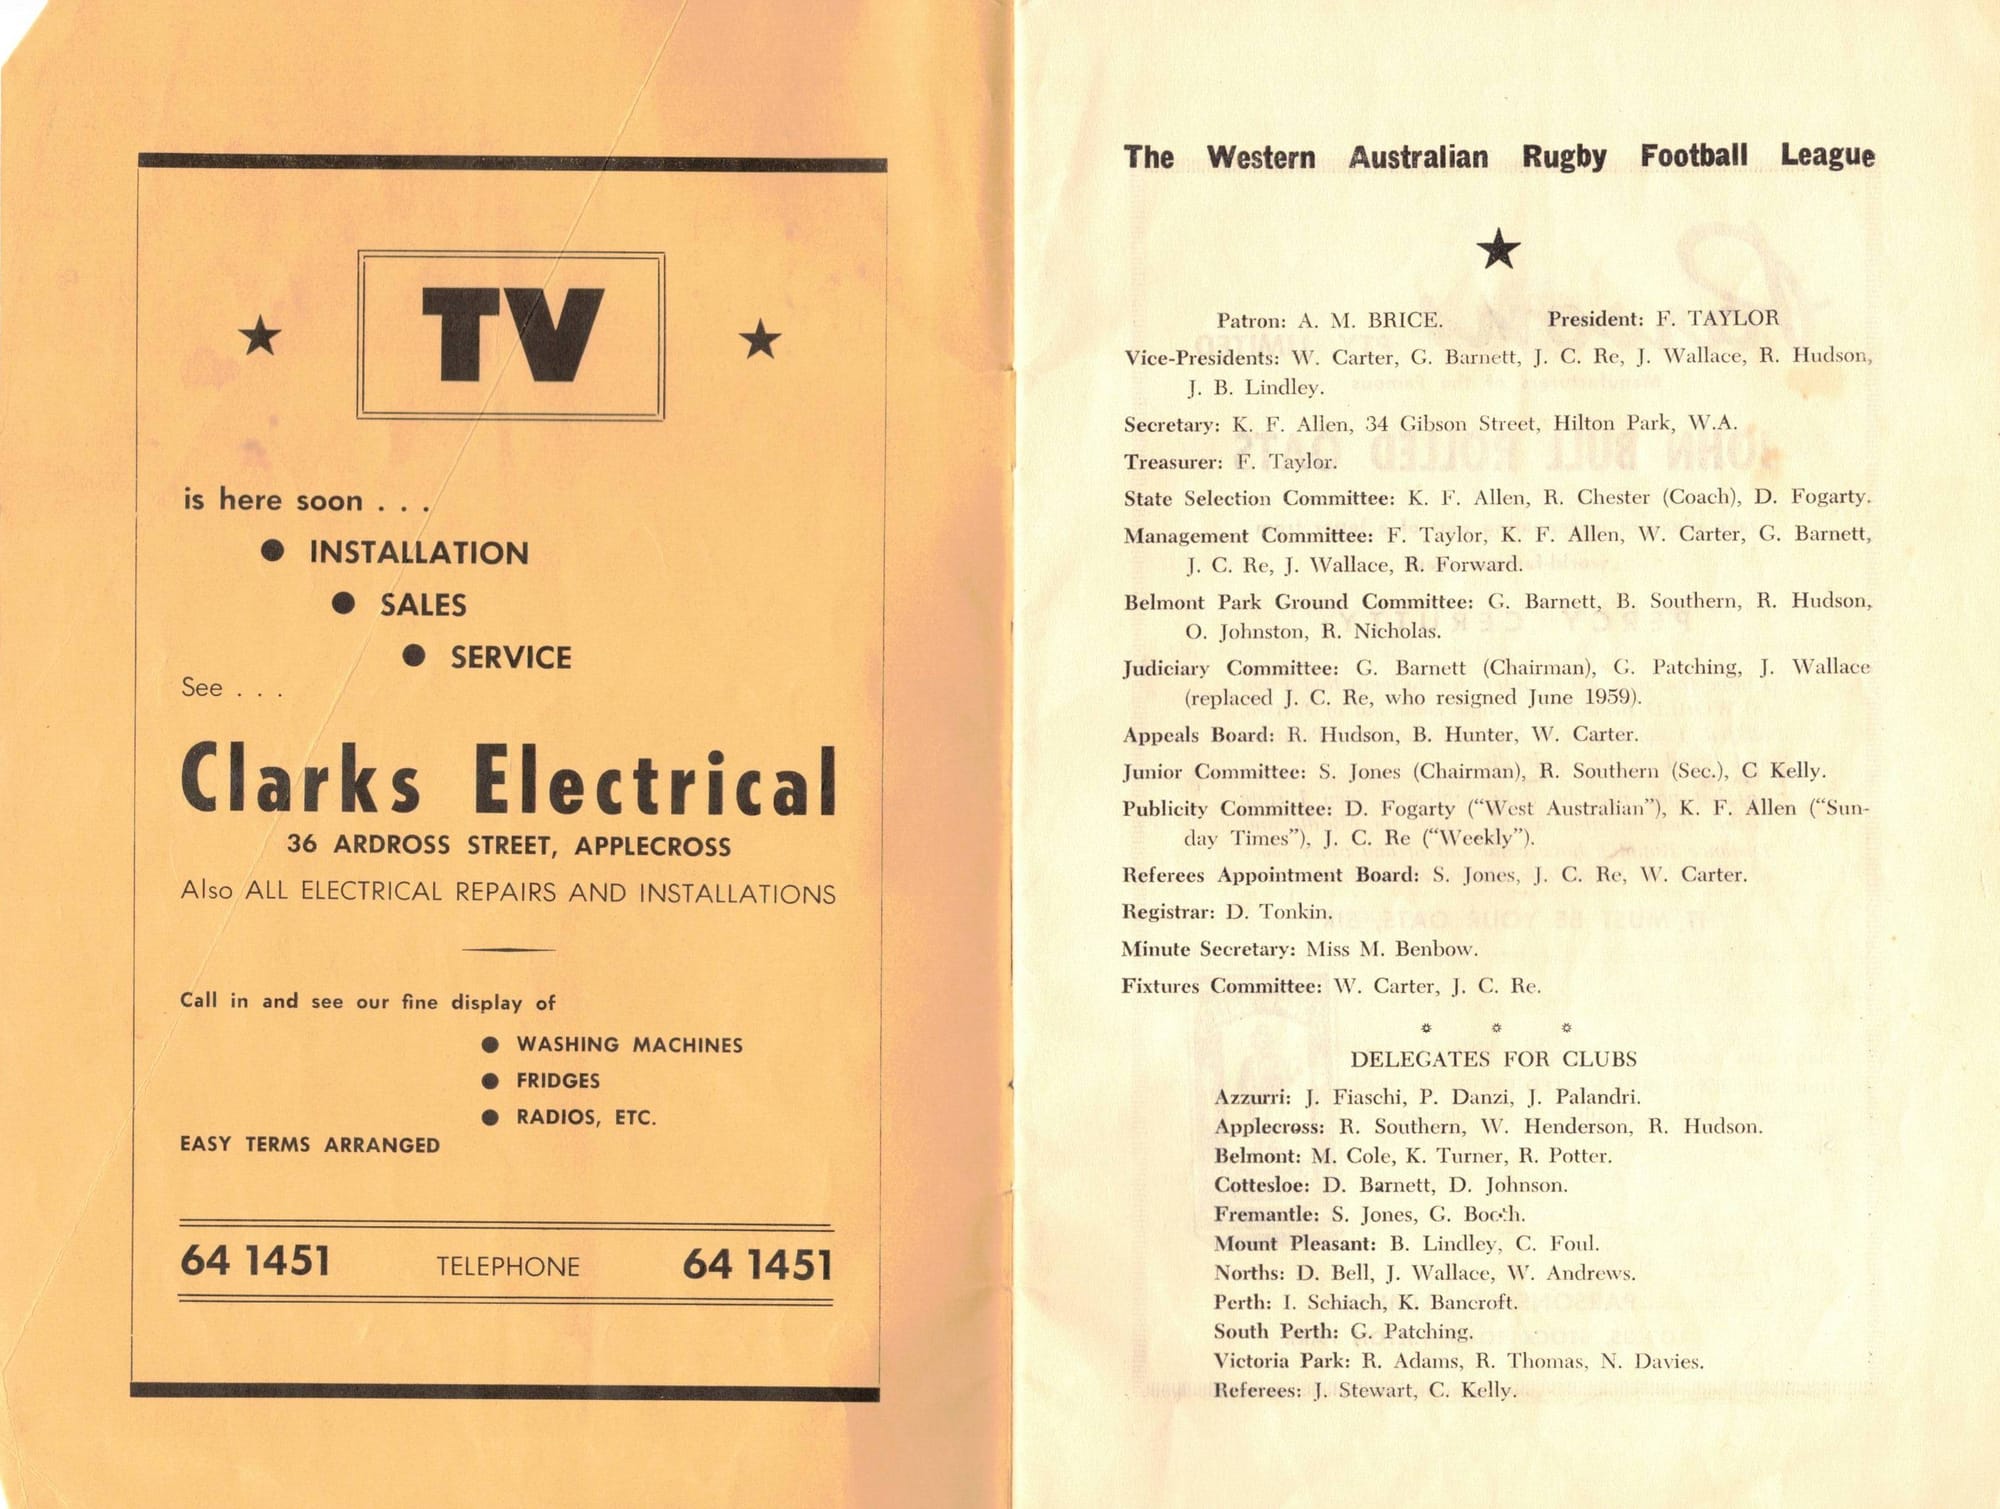 TV
is here soon . . .
● INSTALLATION
● SALES
● SERVICE
See . . .
Clarks Electrical
36 ARDROSS STREET, APPLECROSS
Also ALL ELECTRICAL REPAIRS AND INSTALLATIONS
Call in and see our fine display of
● WASHING MACHINES
● FRIDGES
● RADIOS, ETC.
EASY TERMS ARRANGED
64 1451 TELEPHONE 64 1451
The Western Australian Rugby Football League
Patron: A. M. BRICE. President: F. TAYLOR
Vice-Presidents: W. Carter, G. Barnett, J. C. Re, J. Wallace, R. Hudson,
J. B. Lindley.
Secretary: K. F. Allen, 34 Gibson Street, Hilton Park, W.A.
Treasurer: F. Taylor.
State Selection Committee: K. F. Allen, R. Chester (Coach), D. Fogarty.
Management Committee: F. Taylor, K. F. Allen, W. Carter, G. Barnett,
J. C. Re, J. Wallace, R. Forward.
Belmont Park Ground Committee: G. Barnett, B. Southern, R. Hudson,
O. Johnston, R. Nicholas.
Judiciary Committee: G. Barnett (Chairman), G. Patching, J. Wallace
(replaced J. C. Re, who resigned June 1959).
Appeals Board: R. Hudson, B. Hunter, W. Carter.
Junior Committee: S. Jones (Chairman), R. Southern (Sec.), C Kelly.
Publicity Committee: D. Fogarty ("West Australian"), K. F. Allen ("Sun-
day Times"), J. C. Re ("Weekly").
Referees Appointment Board: S. Jones, J. C. Re, W. Carter.
Registrar: D. Tonkin.
Minute Secretary: Miss M. Benbow.
Fixtures Committee: W. Carter, J. C. Re.
DELEGATES FOR CLUBS
Azzurri: J. Fiaschi, P. Danzi, J. Palandri.
Applecross: R. Southern, W. Henderson, R. Hudson.
Belmont: M. Cole, K. Turner, R. Potter.
Cottesloe: D. Barnett, D. Johnson.
Fremantle: S. Jones, G. Booth.
Mount Pleasant: B. Lindley, C. Foul.
Norths: D. Bell, J. Wallace, W. Andrews.
Perth: I. Schiach, K. Bancroft.
South Perth: G. Patching.
Victoria Park: R. Adams, R. Thomas, N. Davies.
Referees: J. Stewart, C. Kelly.